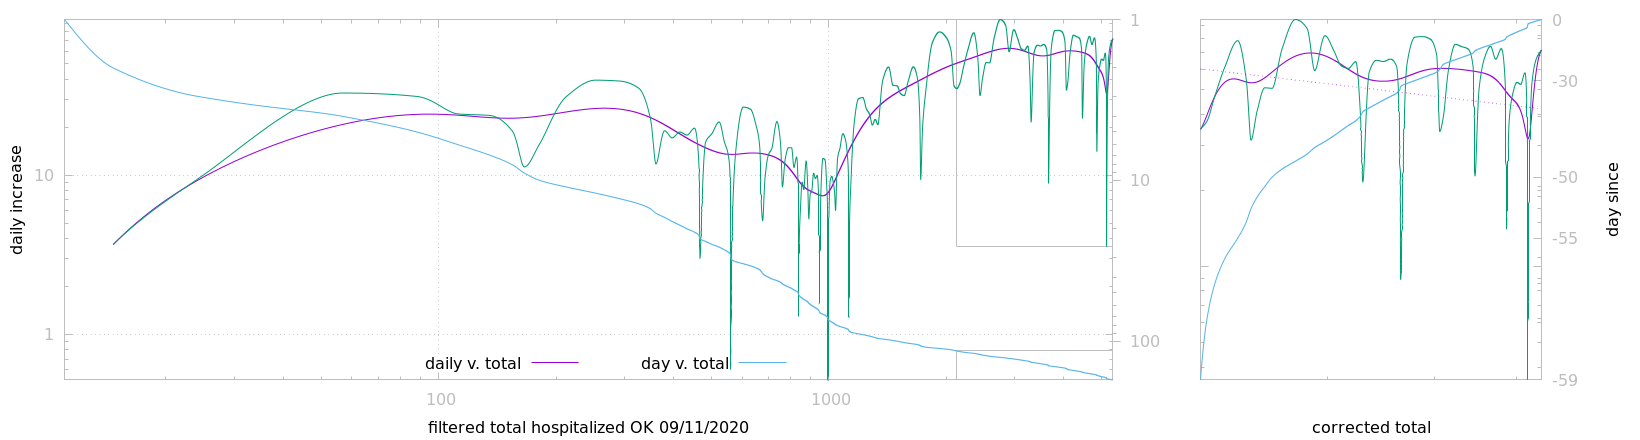 daily increase
10
1
daily v. total
day v. total
100
1000
filtered total hospitalized OK 09/11/2020
1
10
100
0
-30
-50
-55
-59
day since
corrected total